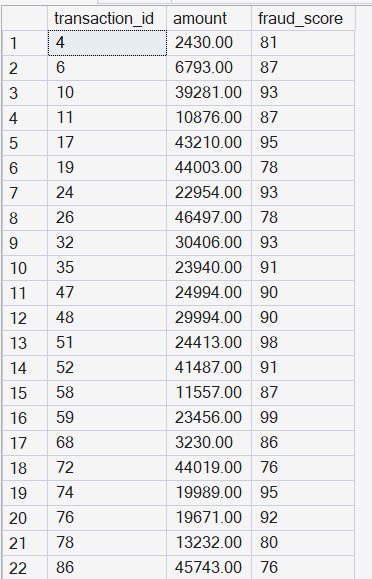 transaction_id amount fraud_score
1 4 2430.00 81
2 6 6793.00 87
3 10 39281.00 93
4 11 10876.00 87
5 17 43210.00 95
6 19 44003.00 78
7 24 22954.00 93
8 26 46497.00 78
9 32 30406.00 93
10 35 23940.00 91
11 47 24994.00 90
12 48 29994.00 90
13 51 24413.00 98
14 52 41487.00 91
15 58 11557.00 87
16 59 23456.00 99
17 68 3230.00 86
18 72 44019.00 76
19 74 19989.00 95
20 76 19671.00 92
21 78 13232.00 80
22 86 45743.00 76